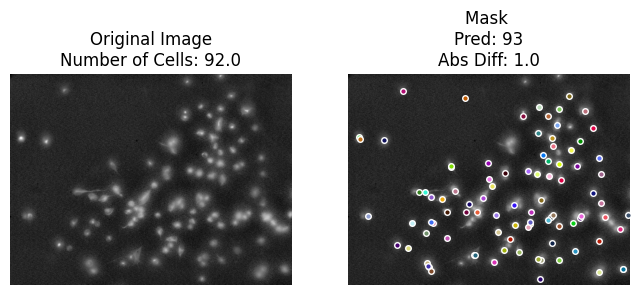 Original Image
Number of Cells: 92.0
Mask
Pred: 93
Abs Diff: 1.0